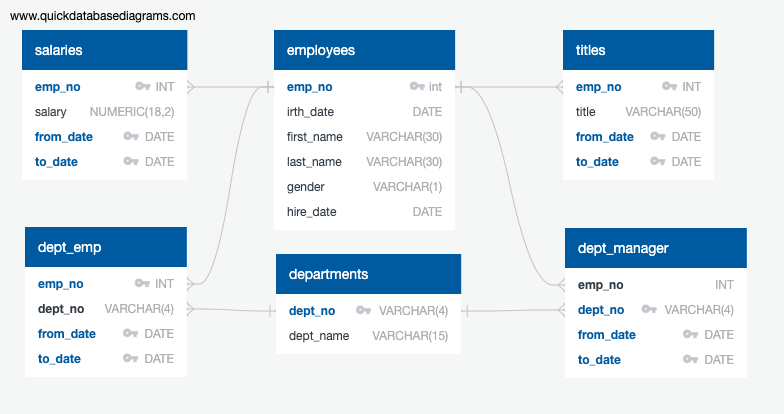 www.quickdatabasediagrams.com
salaries
emp_no INT
salary NUMERIC(18,2)
from_date DATE
to_date DATE
employees
emp_no int
irth_date DATE
first_name VARCHAR(30)
last_name VARCHAR(30)
gender VARCHAR(1)
hire_date DATE
titles
emp_no INT
title VARCHAR(50)
from_date DATE
to_date DATE
dept_emp
emp_no INT
dept_no VARCHAR(4)
from_date DATE
to_date DATE
departments
dept_no VARCHAR(4)
dept_name VARCHAR(15)
dept_manager
emp_no INT
dept_no VARCHAR(4)
from_date DATE
to_date DATE